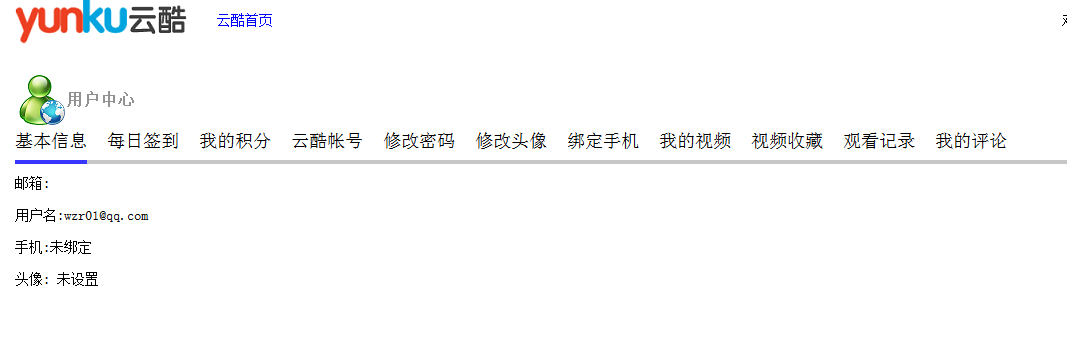 yunku云酷 云酷首页
用户中心
基本信息 每日签到 我的积分 云酷帐号 修改密码 修改头像 绑定手机 我的视频 视频收藏 观看记录 我的评论
邮箱:
用户名:wzr01@qq.com
手机:未绑定
头像: 未设置